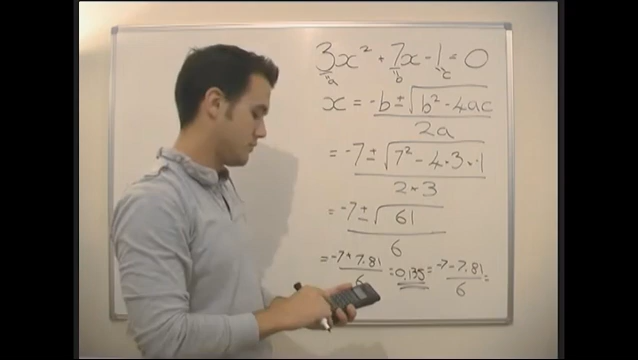 3x² + 7x - 1 = 0
a b c
x = -b ± √b² - 4ac
2a
= -7 ± √7² - 4 · 3 · -1
2 · 3
= -7 ± √61
6
= -7 + 7.81 = 0.135 = -7 - 7.81 =
6 6